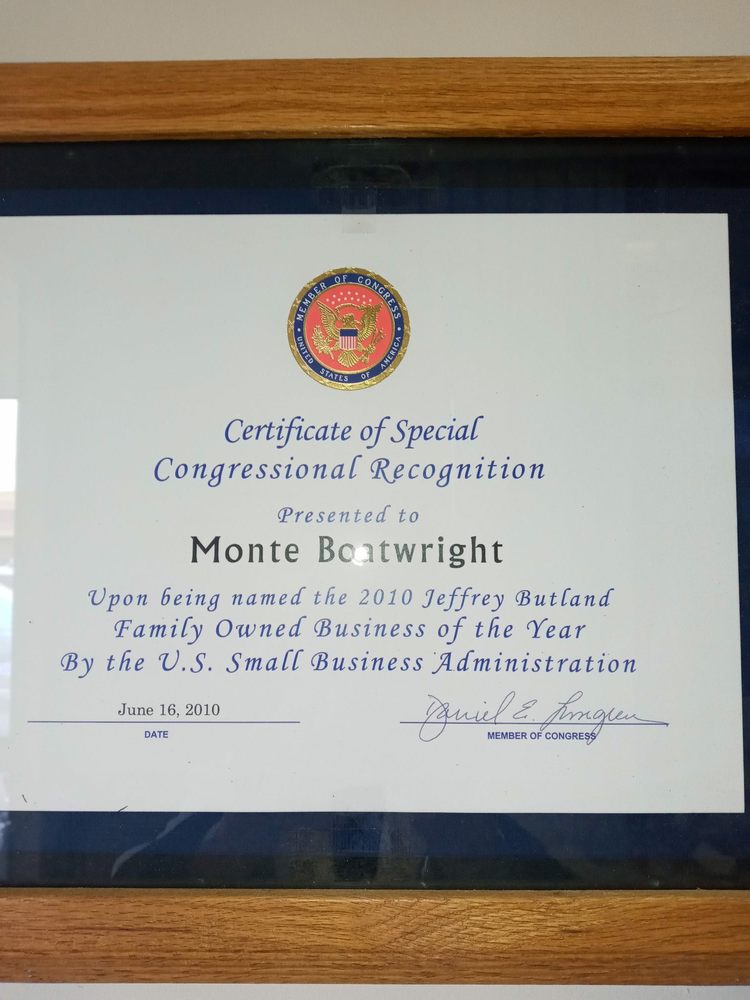 MEMBER OF CONGRESS
UNITED STATES OF AMERICA
Certificate of Special
Congressional Recognition
Presented to
Monte Boatwright
Upon being named the 2010 Jeffrey Butland
Family Owned Business of the Year
By the U.S. Small Business Administration
June 16, 2010
Daniel E. Lungren
DATE
MEMBER OF CONGRESS